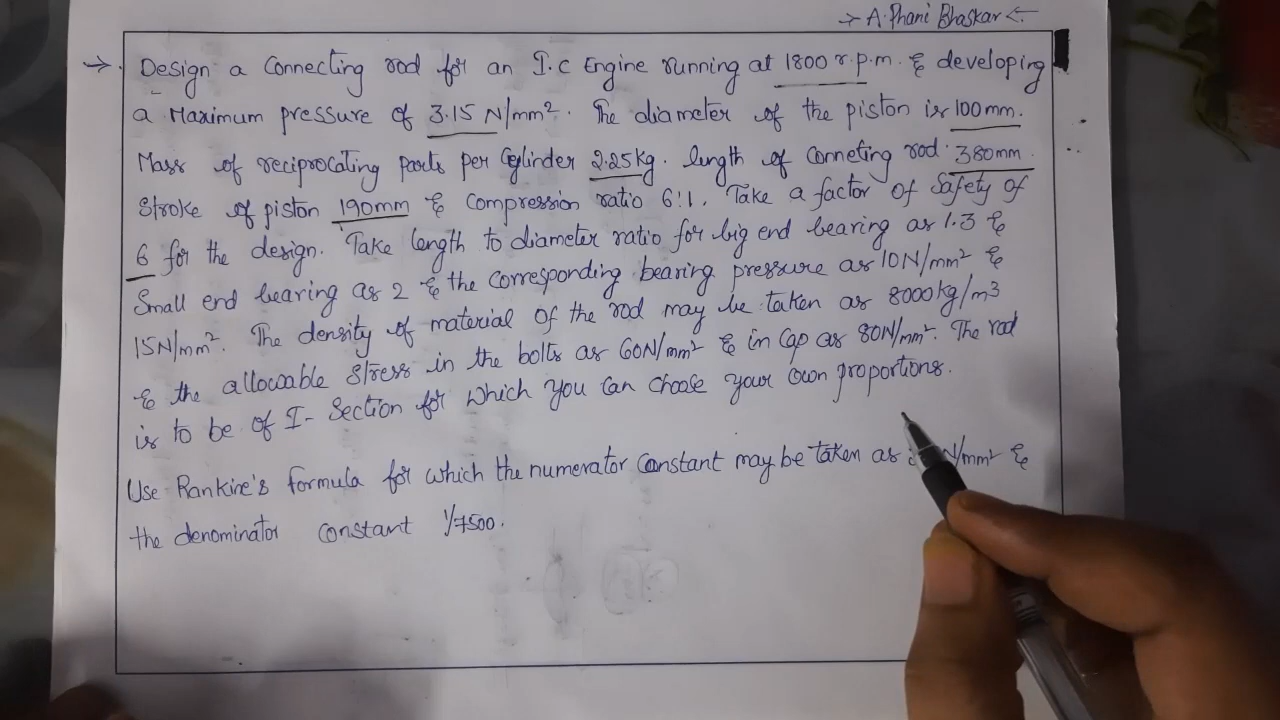 → A. Phani Bhaskar ←
→. Design a Connecting rod for an I.C Engine running at 1800 r.p.m. & developing
a Maximum pressure of 3.15 N/mm². The diameter of the piston is 100mm.
Mass of reciprocating parts per Cylinder 2.25kg. length of conneting rod 380mm
Stroke of piston 190mm & Compression ratio 6:1. Take a factor of Safety of
6 for the design. Take length to diameter ratio for big end bearing as 1.3 &
Small end bearing as 2 & the corresponding bearing pressure as 10N/mm² &
15N/mm². The density of material of the rod may be taken as 8000kg/m3
& the allowable stress in the bolts as 60N/mm² & in Cap as 80N/mm². The rod
is to be of I- Section for which you can choose your own proportions.
Use Rankine's formula for which the numerator constant may be taken as N/mm² &
the denominator constant 1/7500.